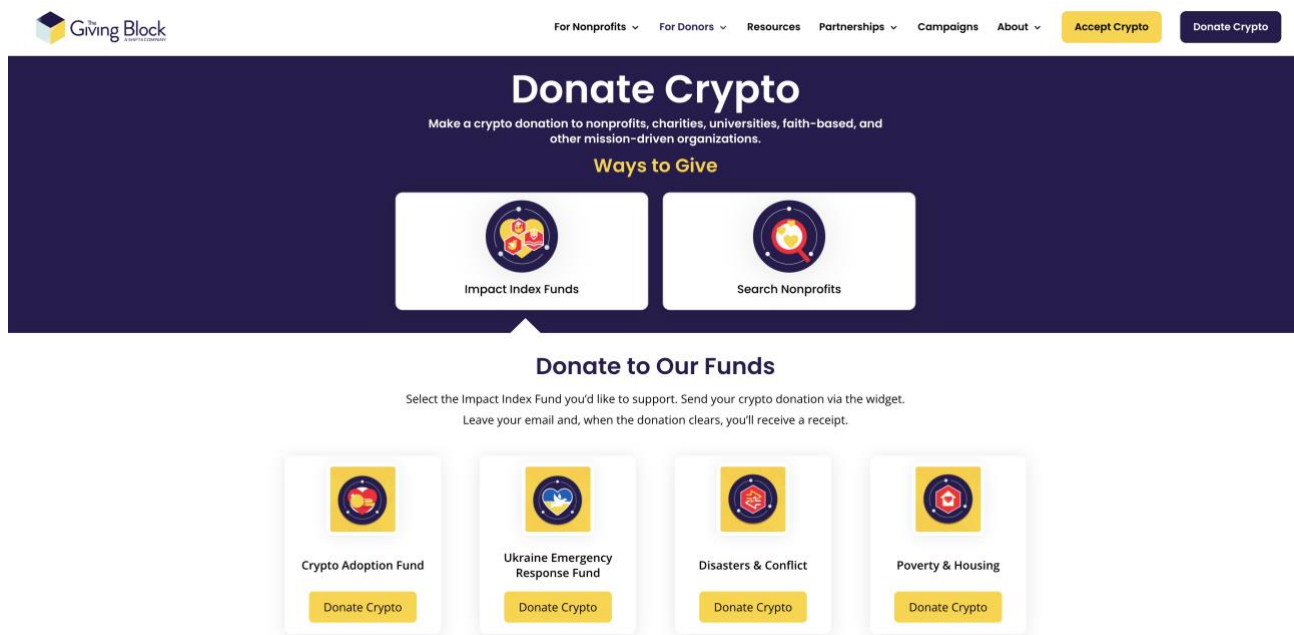 The
Giving Block
A SHIFT4 COMPANY
For Nonprofits
For Donors
Resources
Partnerships
Campaigns
About
Accept Crypto
Donate Crypto
Donate Crypto
Make a crypto donation to nonprofits, charities, universities, faith-based, and
other mission-driven organizations.
Ways to Give
Impact Index Funds
Search Nonprofits
Donate to Our Funds
Select the Impact Index Fund you’d like to support. Send your crypto donation via the widget.
Leave your email and, when the donation clears, you’ll receive a receipt.
Crypto Adoption Fund
Donate Crypto
Ukraine Emergency
Response Fund
Donate Crypto
Disasters & Conflict
Donate Crypto
Poverty & Housing
Donate Crypto